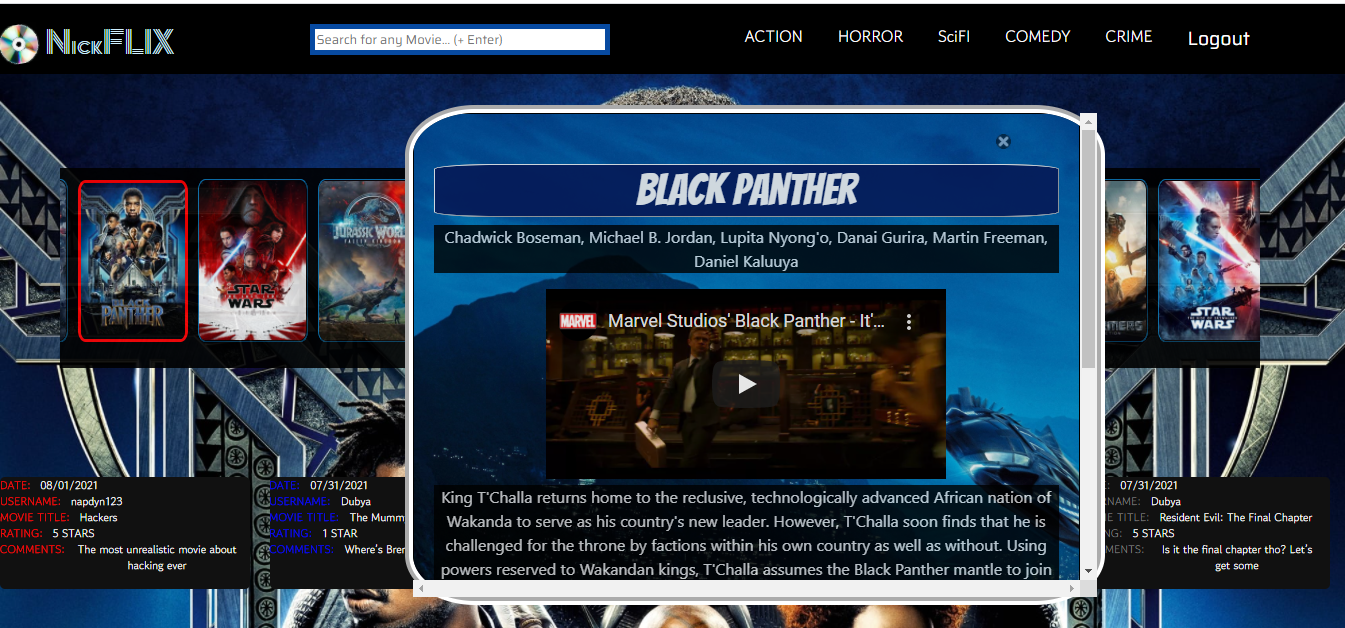 NickFLIX
Search for any Movie... (+ Enter)
ACTION HORROR SciFI COMEDY CRIME Logout
BLACK PANTHER
Chadwick Boseman, Michael B. Jordan, Lupita Nyong'o, Danai Gurira, Martin Freeman,
Daniel Kaluuya
MARVEL Marvel Studios' Black Panther - It'...
King T'Challa returns home to the reclusive, technologically advanced African nation of
Wakanda to serve as his country's new leader. However, T'Challa soon finds that he is
challenged for the throne by factions within his own country as well as without. Using
powers reserved to Wakandan kings, T'Challa assumes the Black Panther mantle to join
BLACK
PANTHER
STAR
WARS
JURASSIC WORL
FALLEN KINGDOM
STAR
WARS
DATE: 08/01/2021
USERNAME: napdyn123
MOVIE TITLE: Hackers
RATING: 5 STARS
COMMENTS: The most unrealistic movie about
hacking ever
DATE: 07/31/2021
USERNAME: Dubya
MOVIE TITLE: The Mumm
RATING: 1 STAR
COMMENTS: Where's Bren
E: 07/31/2021
RNAME: Dubya
E TITLE: Resident Evil: The Final Chapter
NG: 5 STARS
MENTS: Is it the final chapter tho? Let's
get some